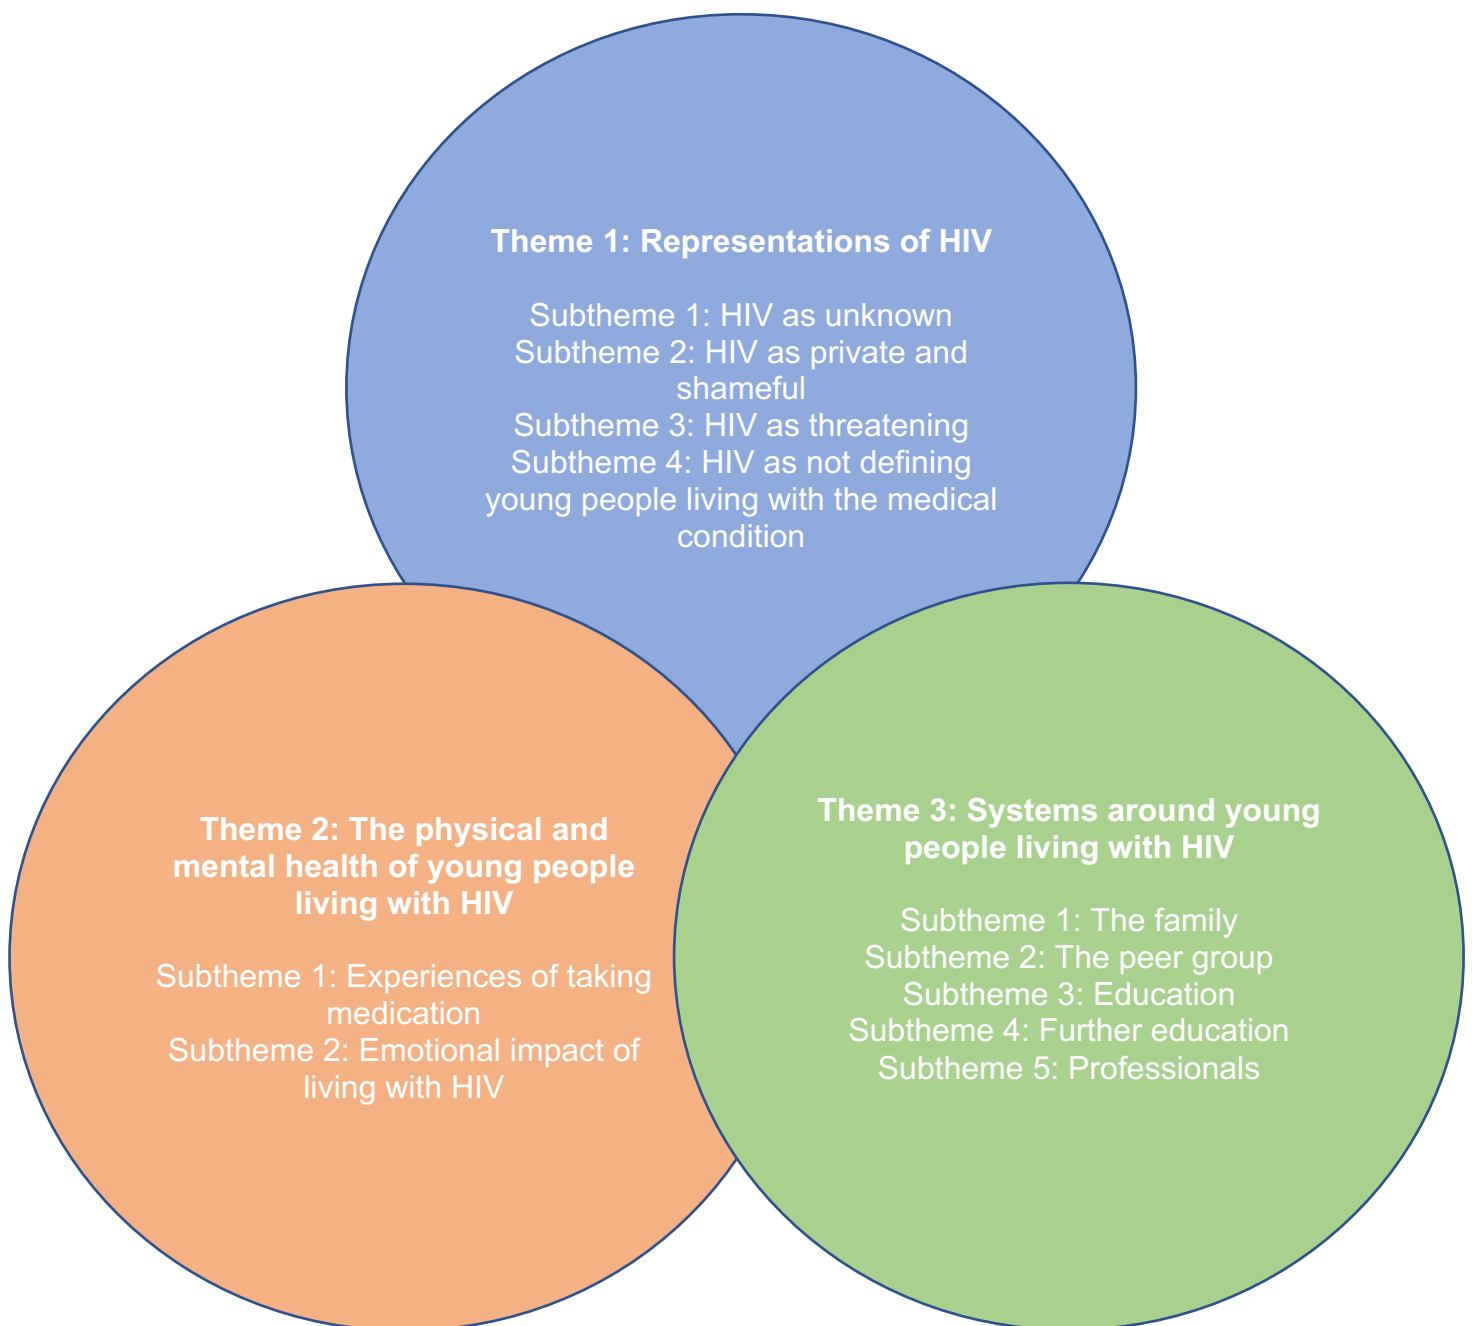 Theme 1: Representations of HIV
Subtheme 1: HIV as unknown
Subtheme 2: HIV as private and
shameful
Subtheme 3: HIV as threatening
Subtheme 4: HIV as not defining
young people living with the medical
condition
Theme 2: The physical and
mental health of young people
living with HIV
Subtheme 1: Experiences of taking
medication
Subtheme 2: Emotional impact of
living with HIV
Theme 3: Systems around young
people living with HIV
Subtheme 1: The family
Subtheme 2: The peer group
Subtheme 3: Education
Subtheme 4: Further education
Subtheme 5: Professionals